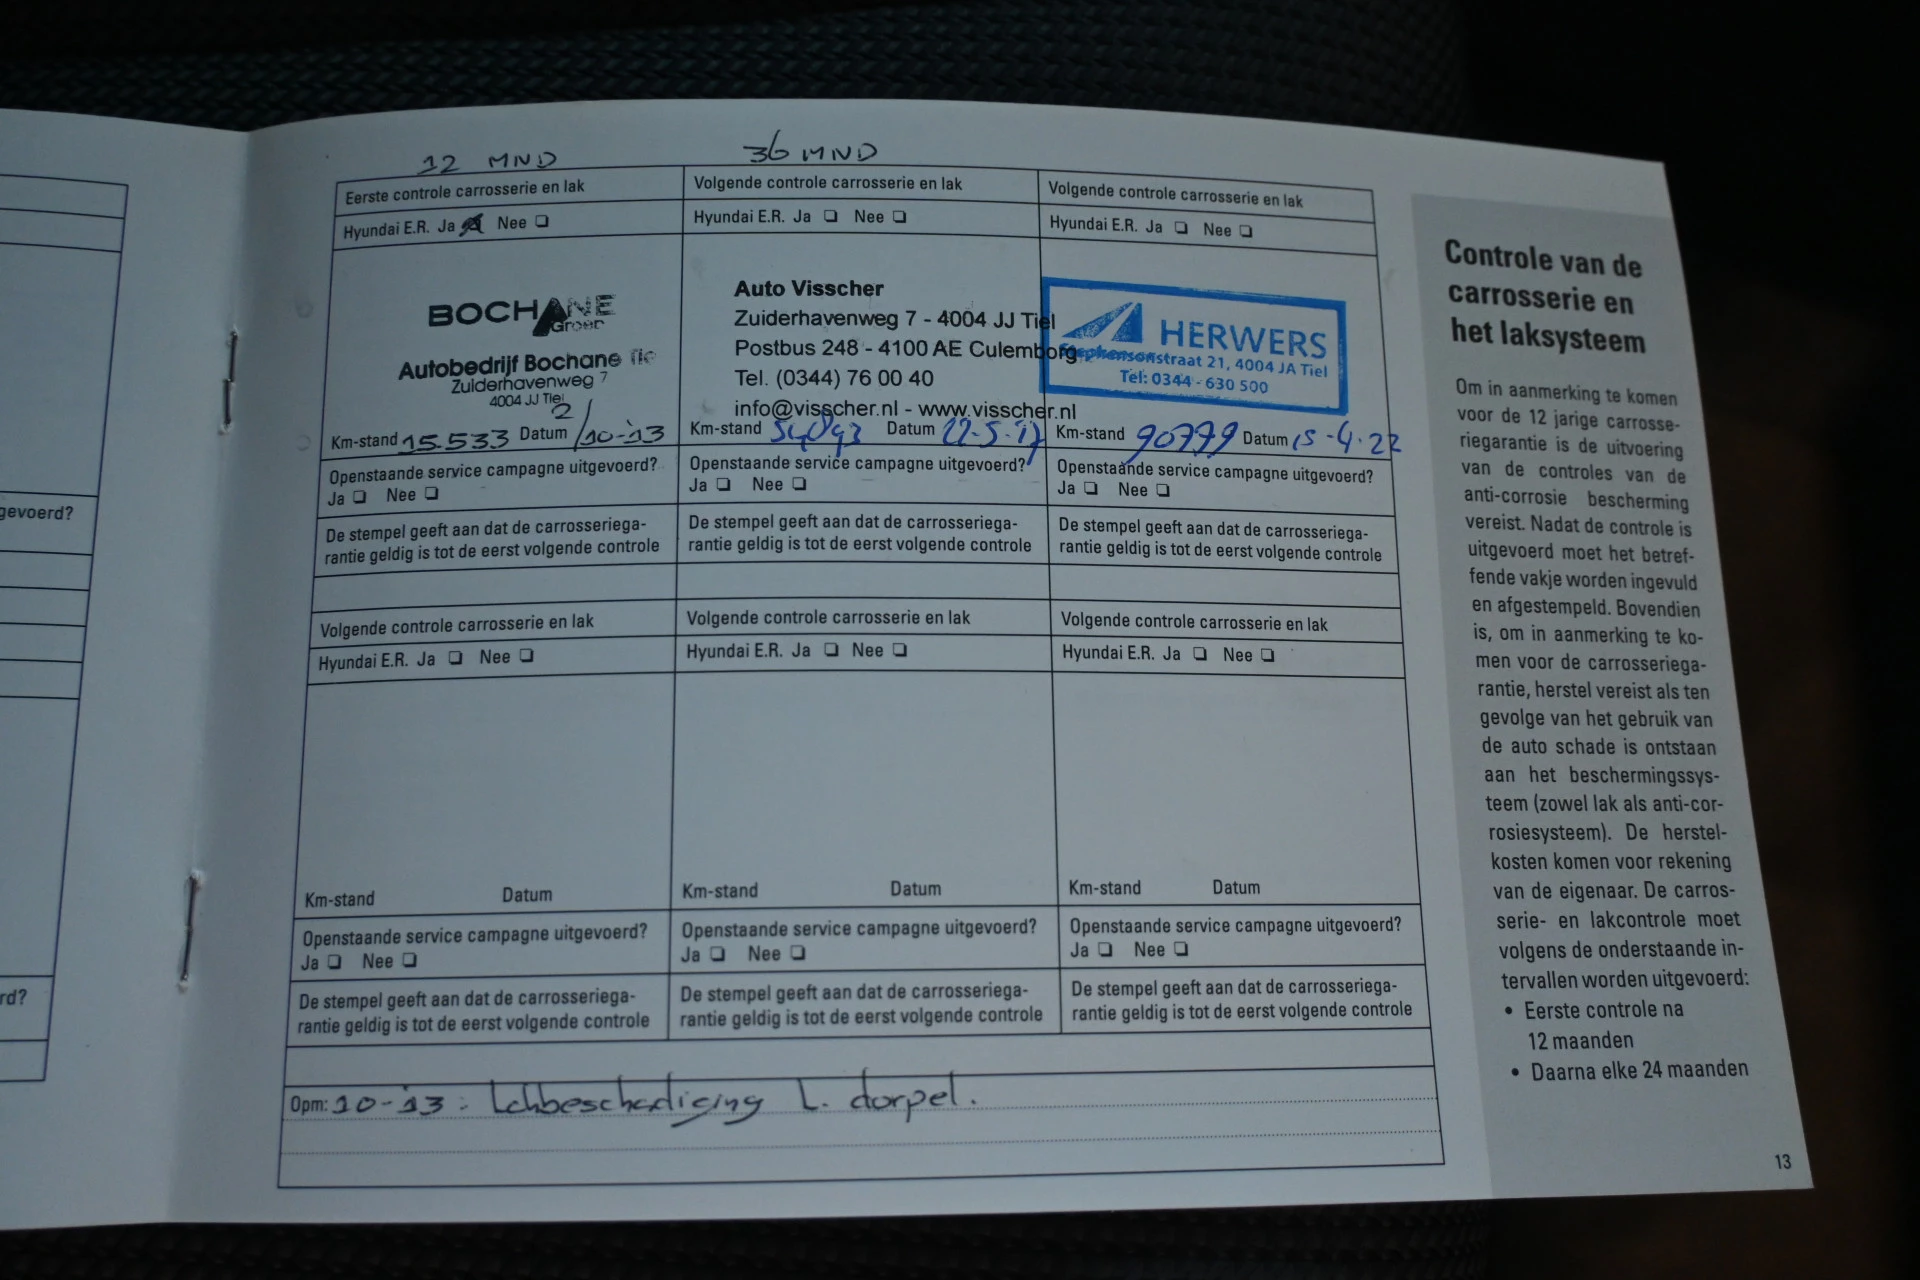 gevoerd?
rd?
12 MND
36 MND
Eerste controle carrosserie en lak
Hyundai E.R. Ja Nee
BOCHANE
Groep
Autobedrijf Bochane
Zuiderhavenweg 7
4004 JJ Tiel
Km-stand 15.533 Datum 2/10-'13
Openstaande service campagne uitgevoerd?
Ja Nee
De stempel geeft aan dat de carrosseriega-
rantie geldig is tot de eerst volgende controle
Volgende controle carrosserie en lak
Hyundai E.R. Ja Nee
Auto Visscher
Zuiderhavenweg 7 - 4004 JJ Tiel
Postbus 248 - 4100 AE Culemborg
Tel. (0344) 76 00 40
info@visscher.nl - www.visscher.nl
Km-stand Datum 22-5-17
Openstaande service campagne uitgevoerd?
Ja Nee
De stempel geeft aan dat de carrosseriega-
rantie geldig is tot de eerst volgende controle
Volgende controle carrosserie en lak
Hyundai E.R. Ja Nee
HERWERS
Stephensonstraat 21, 4004 JA Tiel
Tel: 0344 - 630 500
Km-stand 90779 Datum 15-4-22
Openstaande service campagne uitgevoerd?
Ja Nee
De stempel geeft aan dat de carrosseriega-
rantie geldig is tot de eerst volgende controle
Volgende controle carrosserie en lak
Hyundai E.R. Ja Nee
Km-stand Datum
Openstaande service campagne uitgevoerd?
Ja Nee
De stempel geeft aan dat de carrosseriega-
rantie geldig is tot de eerst volgende controle
Volgende controle carrosserie en lak
Hyundai E.R. Ja Nee
Km-stand Datum
Openstaande service campagne uitgevoerd?
Ja Nee
De stempel geeft aan dat de carrosseriega-
rantie geldig is tot de eerst volgende controle
Volgende controle carrosserie en lak
Hyundai E.R. Ja Nee
Km-stand Datum
Openstaande service campagne uitgevoerd?
Ja Nee
De stempel geeft aan dat de carrosseriega-
rantie geldig is tot de eerst volgende controle
Opm: 10-'13: lakbeschadiging L. dorpel.
Controle van de
carrosserie en
het laksysteem
Om in aanmerking te komen
voor de 12 jarige carrosse-
riegarantie is de uitvoering
van de controles van de
anti-corrosie bescherming
vereist. Nadat de controle is
uitgevoerd moet het betref-
fende vakje worden ingevuld
en afgestempeld. Bovendien
is, om in aanmerking te ko-
men voor de carrosseriega-
rantie, herstel vereist als ten
gevolge van het gebruik van
de auto schade is ontstaan
aan het beschermingssys-
teem (zowel lak als anti-cor-
rosiesysteem). De herstel-
kosten komen voor rekening
van de eigenaar. De carros-
serie- en lakcontrole moet
volgens de onderstaande in-
tervallen worden uitgevoerd:
• Eerste controle na
12 maanden
• Daarna elke 24 maanden
13